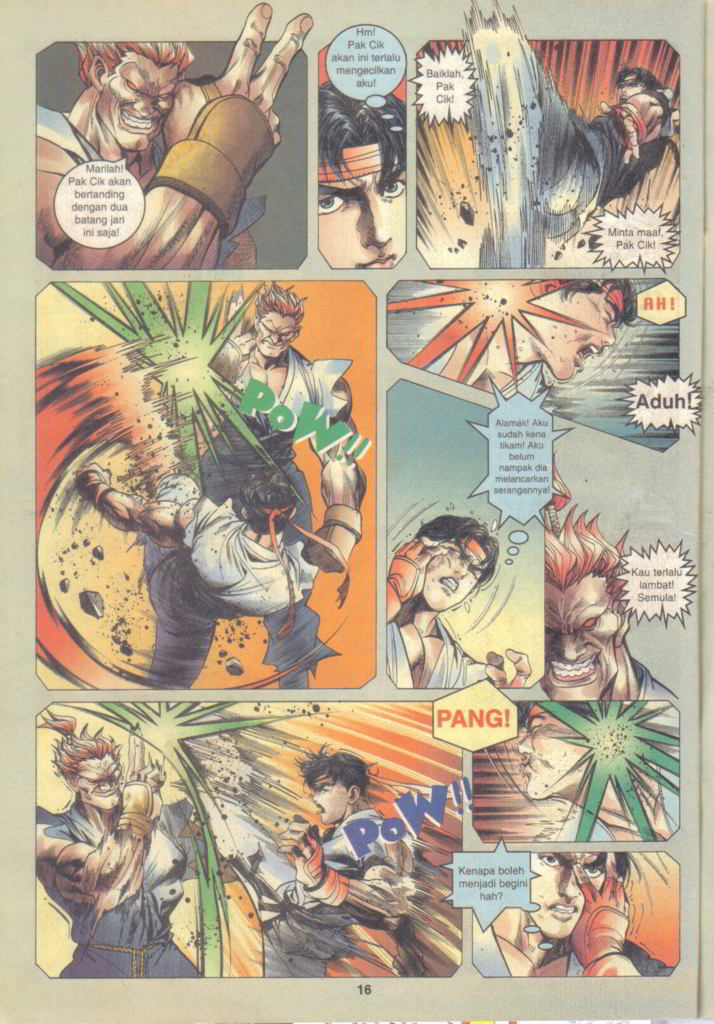 Marilah!
Pak Cik akan
bertanding
dengan dua
batang jari
ini saja!
Hm!
Pak Cik
akan ini terlalu
mengecilkan
aku!
Baiklah,
Pak
Cik!
Minta maaf,
Pak Cik!
PoW!!
AH!
Aduh!
Alamak! Aku
sudah kena
tikam! Aku
belum
nampak dia
melancarkan
serangannya!
Kau terlalu
lambat!
Semula!
PoW!!
PANG!
Kenapa boleh
menjadi begini
hah?
16